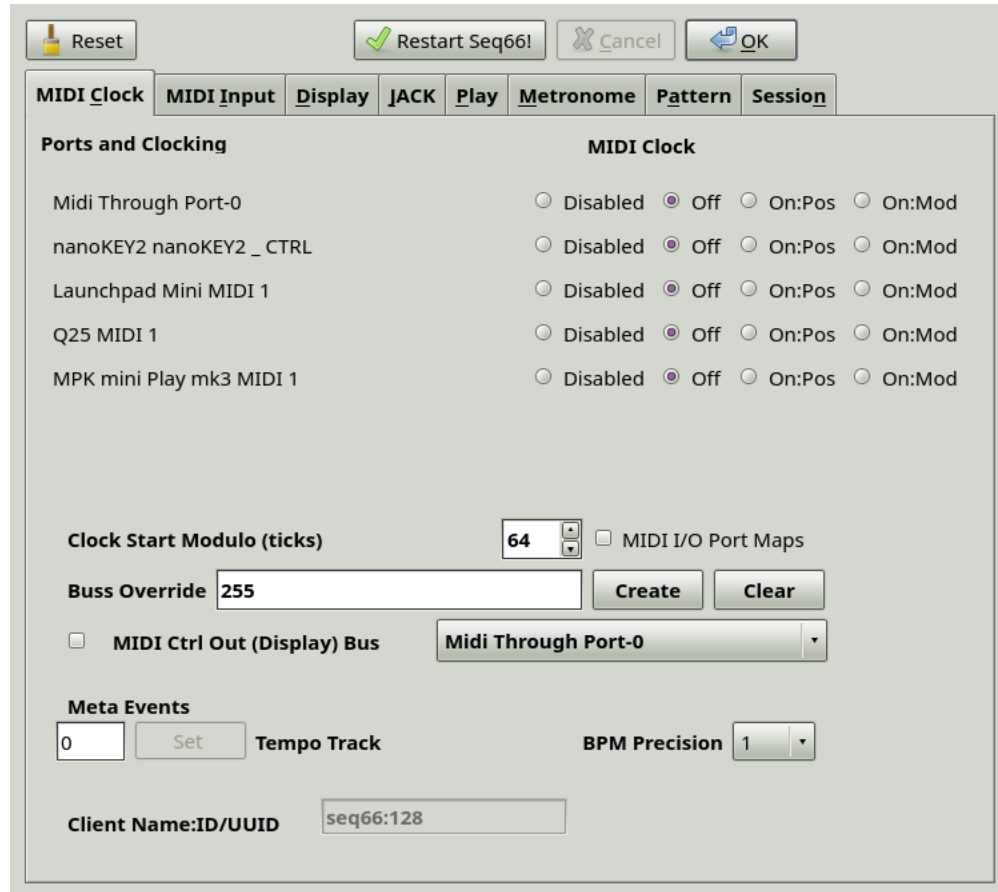 Reset Restart Seq66! Cancel OK
MIDI Clock MIDI Input Display JACK Play Metronome Pattern Session
Ports and Clocking MIDI Clock
Midi Through Port-0 Disabled Off On:Pos On:Mod
nanoKEY2 nanoKEY2 _ CTRL Disabled Off On:Pos On:Mod
Launchpad Mini MIDI 1 Disabled Off On:Pos On:Mod
Q25 MIDI 1 Disabled Off On:Pos On:Mod
MPK mini Play mk3 MIDI 1 Disabled Off On:Pos On:Mod
Clock Start Modulo (ticks) 64 MIDI I/O Port Maps
Buss Override 255 Create Clear
MIDI Ctrl Out (Display) Bus Midi Through Port-0
Meta Events
0 Set Tempo Track BPM Precision 1
Client Name:ID/UUID seq66:128